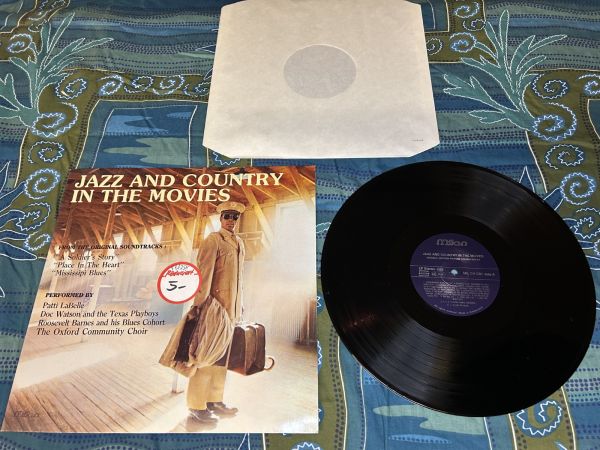 JAZZ AND COUNTRY
IN THE MOVIES
FROM THE ORIGINAL SOUNDTRACKS :
"A Soldier's Story"
"Place In The Heart"
"Mississipi Blues"
5-
PERFORMED BY
Patti LaBelle
Doc Watson and the Texas Playboys
Roosevelt Barnes and his Blues Cohort
The Oxford Community Choir
milan
milan
JAZZ AND COUNTRY IN THE MOVIES